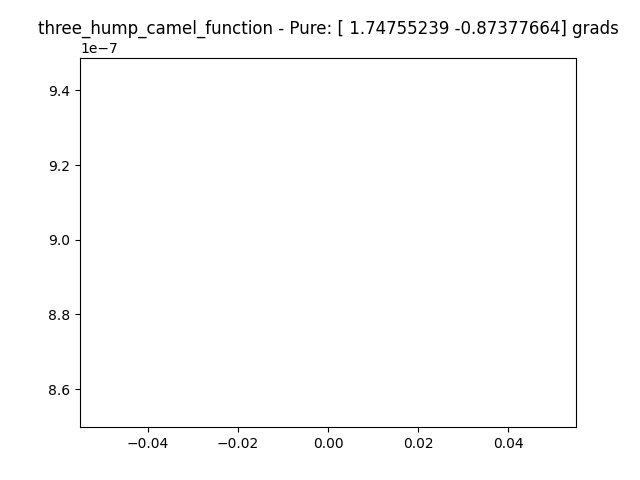 three_hump_camel_function - Pure: [ 1.74755239 -0.87377664] grads
1e−7
9.4
9.2
9.0
8.8
8.6
−0.04 −0.02 0.00 0.02 0.04